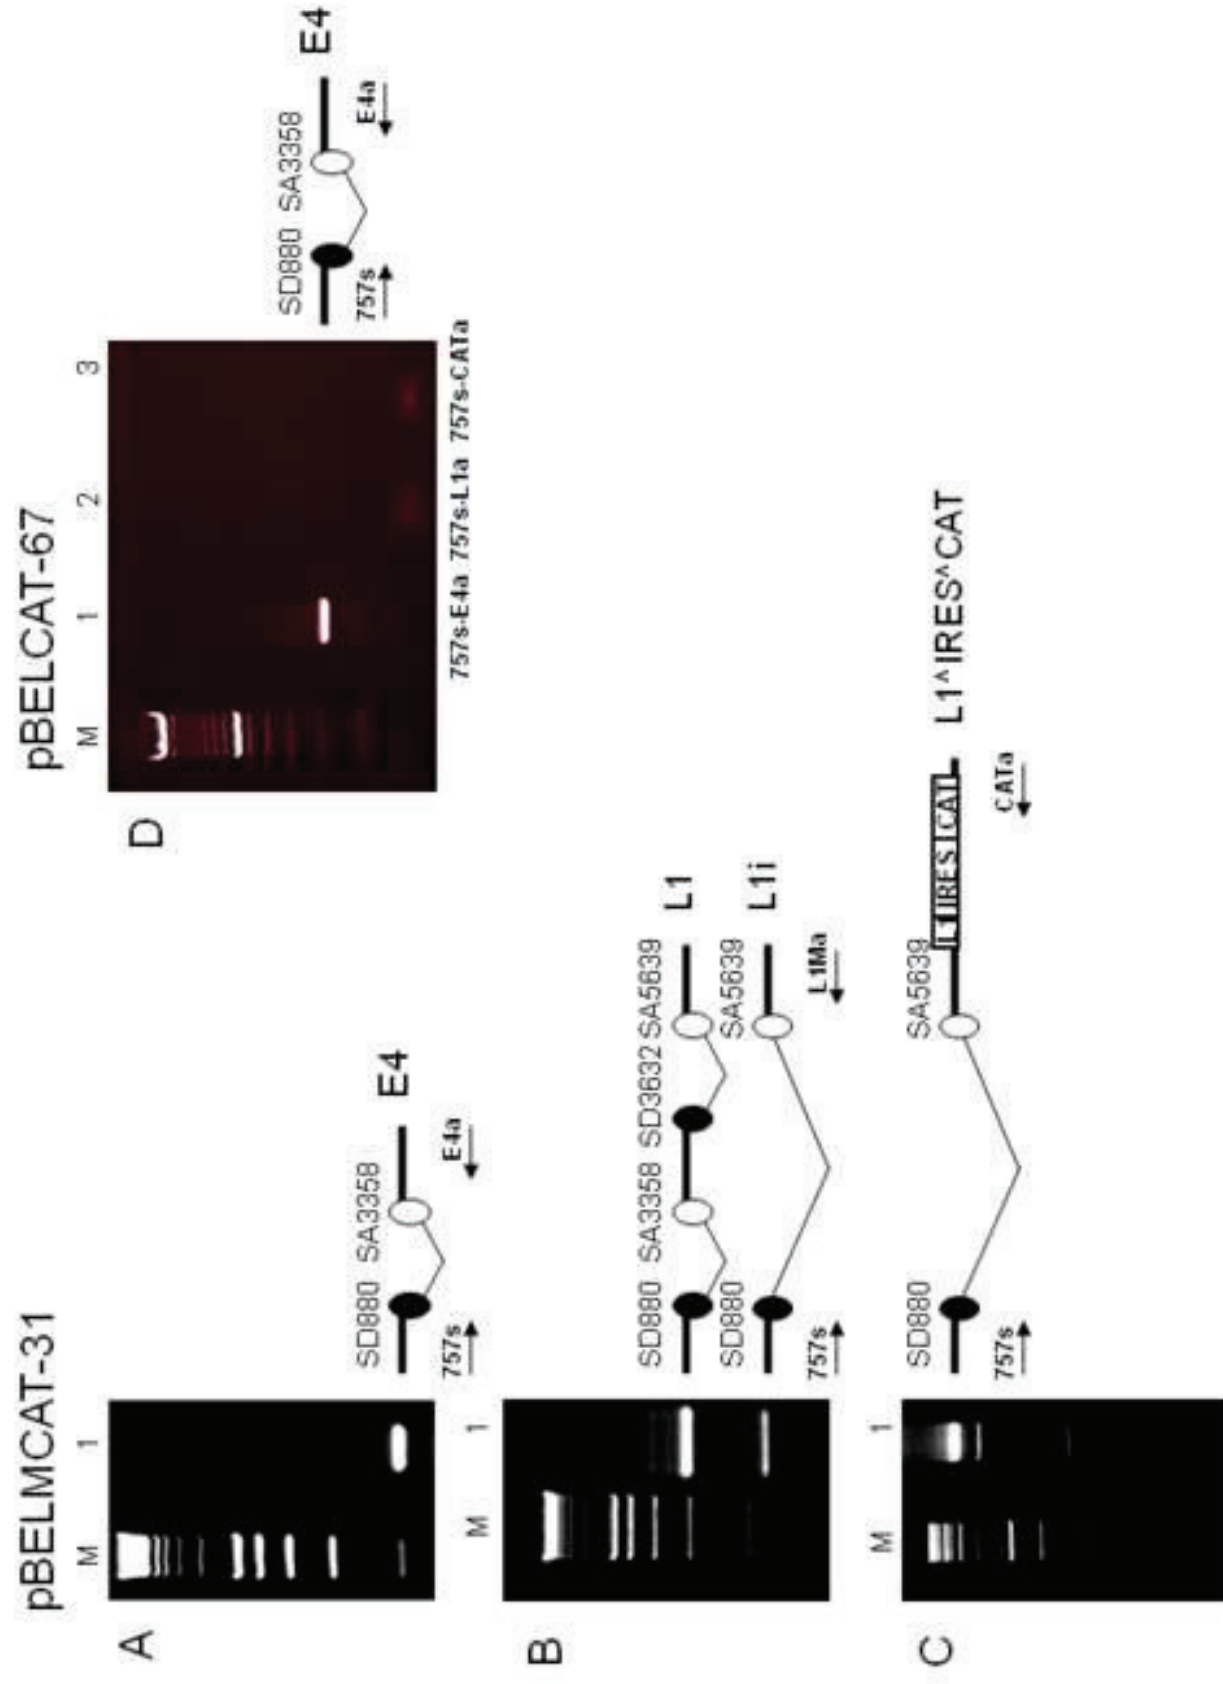 pBELMCAT-31
A
M 1
SD880 SA3358
E4
757s E4a
B
M 1
SD880 SA3358 SD3632 SA5639
L1
SD880 SA5639
L1i
757s L1Ma
C
M 1
SD880 SA5639
L1 IRES CAT
L1^IRES^CAT
757s CATa
pBELCAT-67
D
M 1 2 3
757s-E4a 757s-L1a 757s-CATa
SD880 SA3358
E4
757s E4a